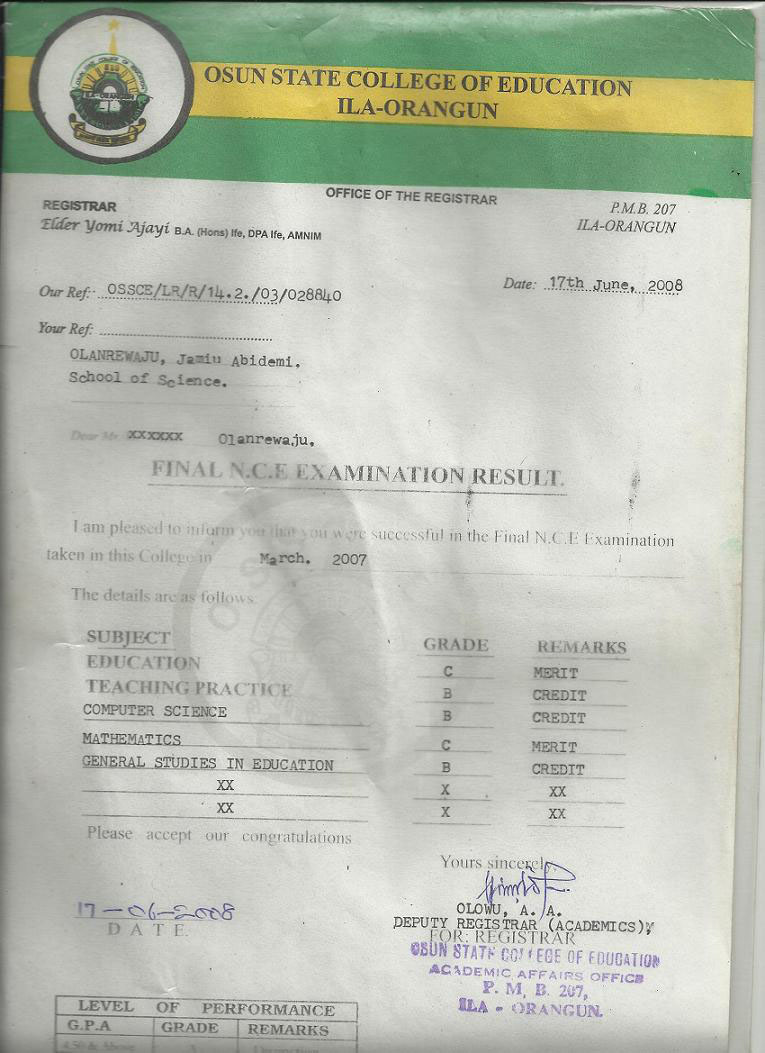 OSUN STATE COLLEGE OF EDUCATION
ILA-ORANGUN
OFFICE OF THE REGISTRAR
REGISTRAR
Elder Yomi Ajayi B.A. (Hons) Ife, DPA Ife, AMNIM
P.M.B. 207
ILA-ORANGUN
Our Ref: OSSCE/LR/R/14.2./03/028840
Date: 17th June, 2008
Your Ref:
OLANREWAJU, Jamiu Abidemi.
School of Science.
Dear Mr. XXXXXX Olanrewaju,
FINAL N.C.E EXAMINATION RESULT.
I am pleased to inform you that you were successful in the Final N.C.E Examination
taken in this College in March. 2007
The details are as follows
SUBJECT GRADE REMARKS
EDUCATION C MERIT
TEACHING PRACTICE B CREDIT
COMPUTER SCIENCE B CREDIT
MATHEMATICS C MERIT
GENERAL STUDIES IN EDUCATION B CREDIT
XX X XX
XX X XX
Please accept our congratulations
Yours sincerely
17-06-2008
DATE
OLOWU, A. A.
DEPUTY REGISTRAR (ACADEMICS)
FOR: REGISTRAR
OSUN STATE COLLEGE OF EDUCATION
ACADEMIC AFFAIRS OFFICE
P. M, B. 207,
ILA - ORANGUN.
LEVEL OF PERFORMANCE
G.P.A GRADE REMARKS